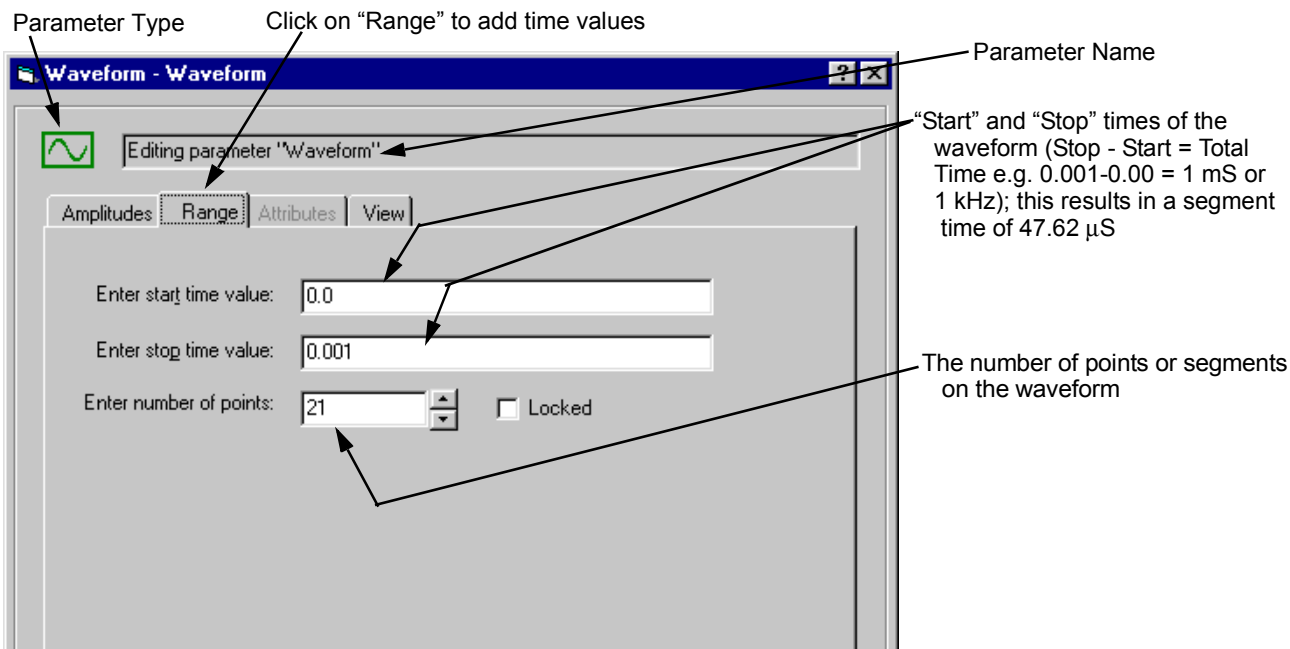 Parameter Type
Click on “Range” to add time values
Parameter Name
Waveform - Waveform
Editing parameter "Waveform"
“Start” and “Stop” times of the
waveform (Stop - Start = Total
Time e.g. 0.001-0.00 = 1 mS or
1 kHz); this results in a segment
time of 47.62 μS
Amplitudes Range Attributes View
Enter start time value: 0.0
Enter stop time value: 0.001
Enter number of points: 21 Locked
The number of points or segments
on the waveform